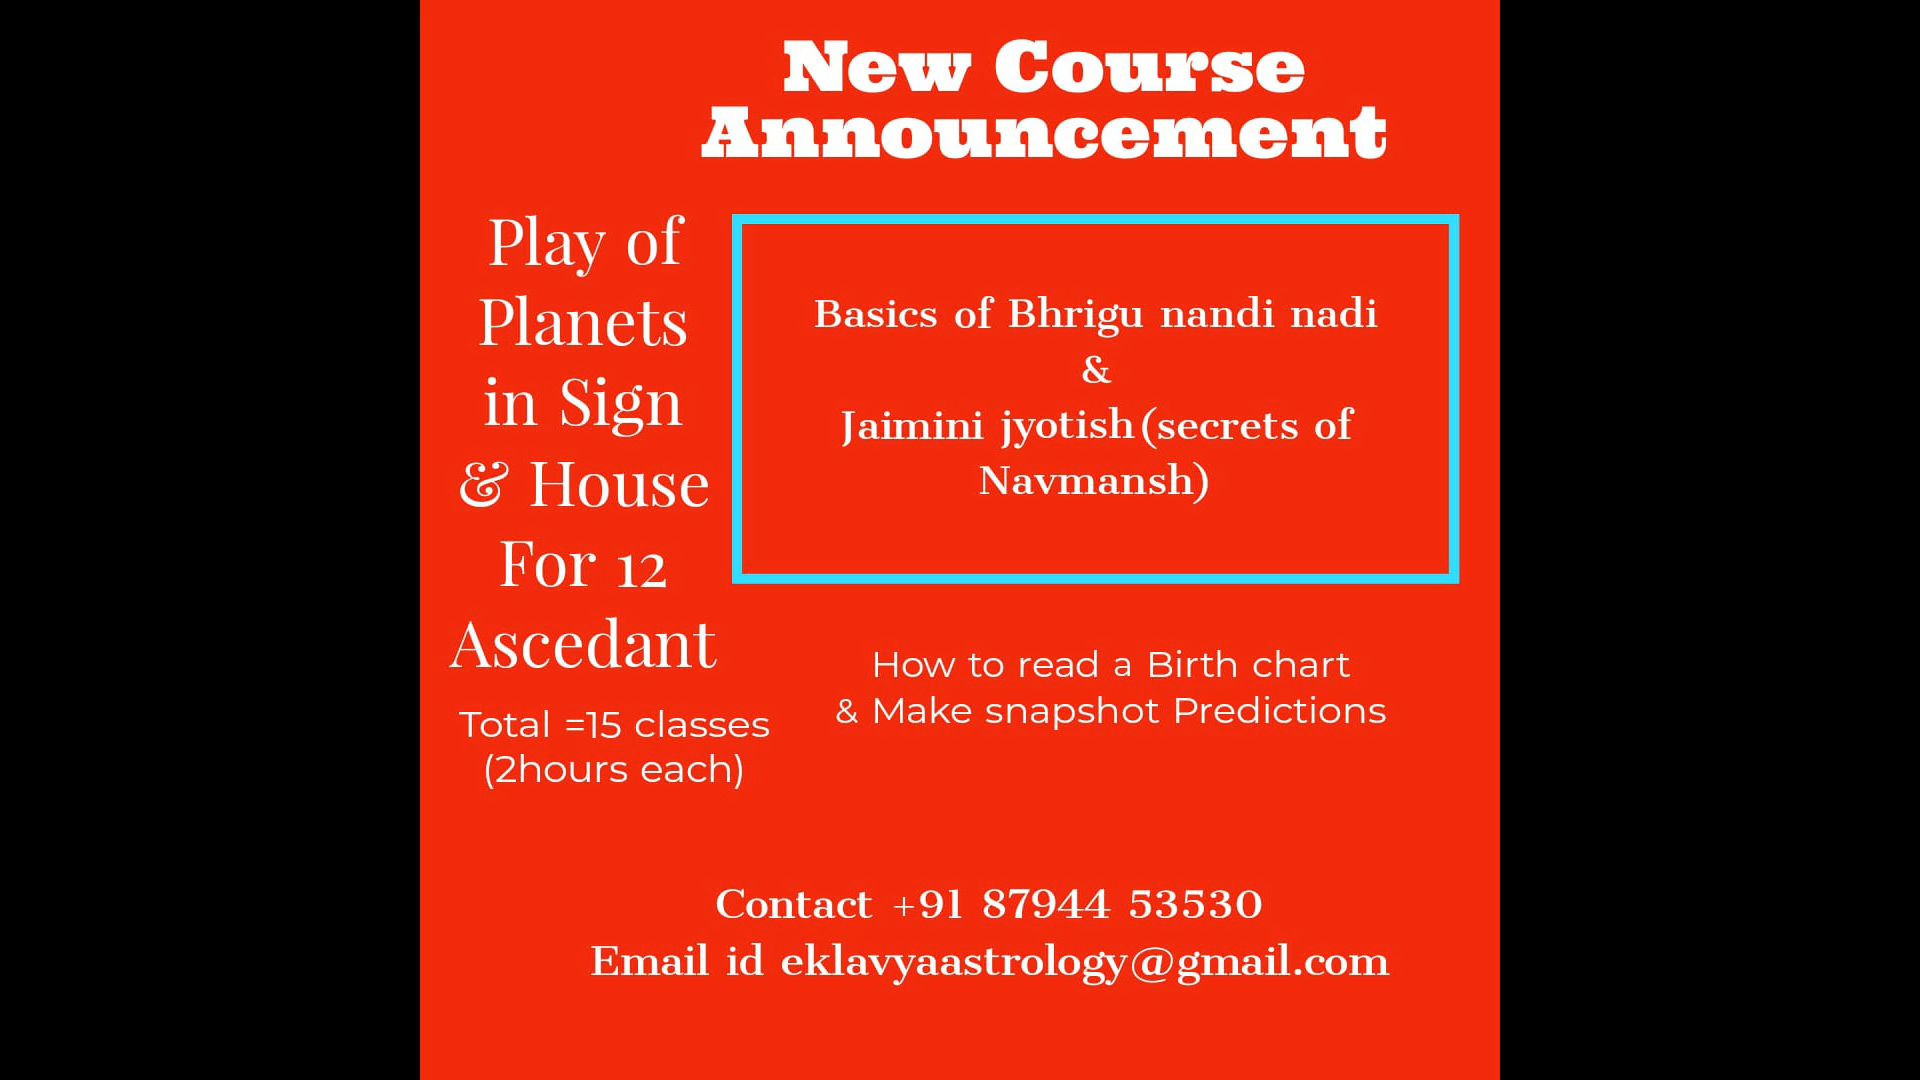 New Course
Announcement
Play of
Planets
in Sign
& House
For 12
Ascedant
Total =15 classes
(2hours each)
Basics of Bhrigu nandi nadi
&
Jaimini jyotish(secrets of
Navmansh)
How to read a Birth chart
& Make snapshot Predictions
Contact +91 87944 53530
Email id eklavyaastrology@gmail.com